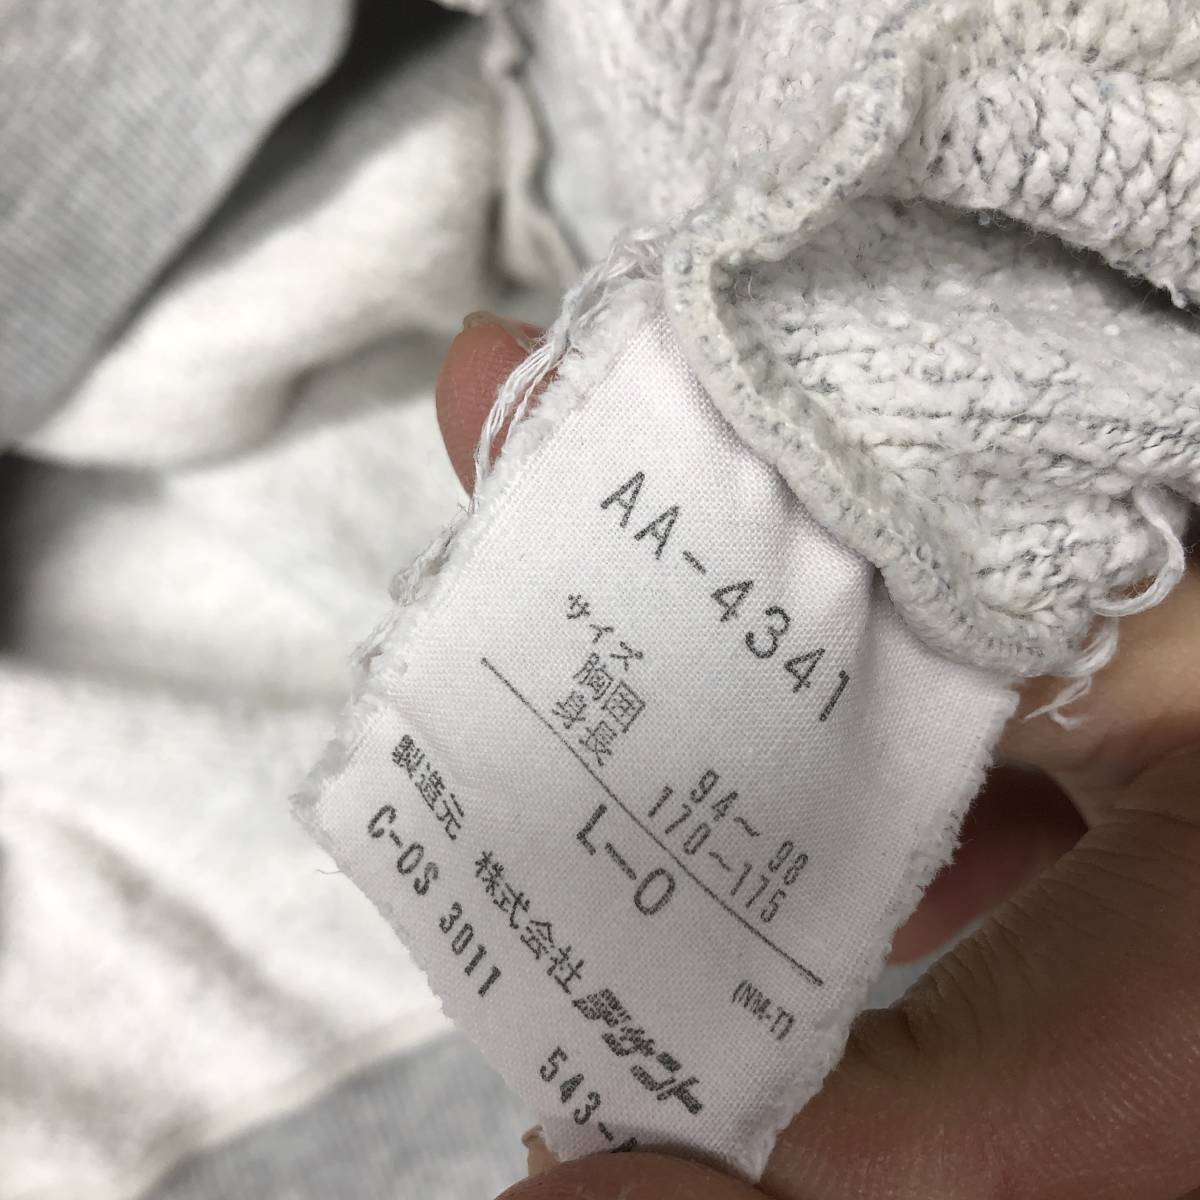 AA-4341
サイズ
胸囲 94～98
身長 170～175
L-O
(NM-T)
製造元 株式会社デサント
C-OS 3011 543-